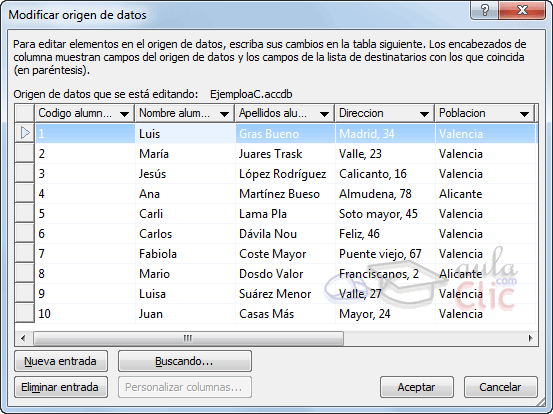 Modificar origen de datos
Para editar elementos en el origen de datos, escriba sus cambios en la tabla siguiente. Los encabezados de
columna muestran campos del origen de datos y los campos de la lista de destinatarios con los que coincida
(en paréntesis).
Origen de datos que se está editando: EjemploaC.accdb
Codigo alumn... Nombre alum... Apellidos alu... Direccion Poblacion
1 Luis Gras Bueno Madrid, 34 Valencia
2 María Juares Trask Valle, 23 Valencia
3 Jesús López Rodríguez Calicanto, 16 Valencia
4 Ana Martínez Bueso Almudena, 78 Alicante
5 Carli Lama Pla Soto mayor, 45 Valencia
6 Carlos Dávila Nou Feliz, 46 Valencia
7 Fabiola Coste Mayor Puente viejo, 67 Valencia
8 Mario Dosdo Valor Franciscanos, 2 Alicante
9 Luisa Suárez Menor Valle, 27 Valencia
10 Juan Casas Más Mayor, 24 Valencia
aula
.com
Clic
Nueva entrada Buscando...
Eliminar entrada Personalizar columnas... Aceptar Cancelar